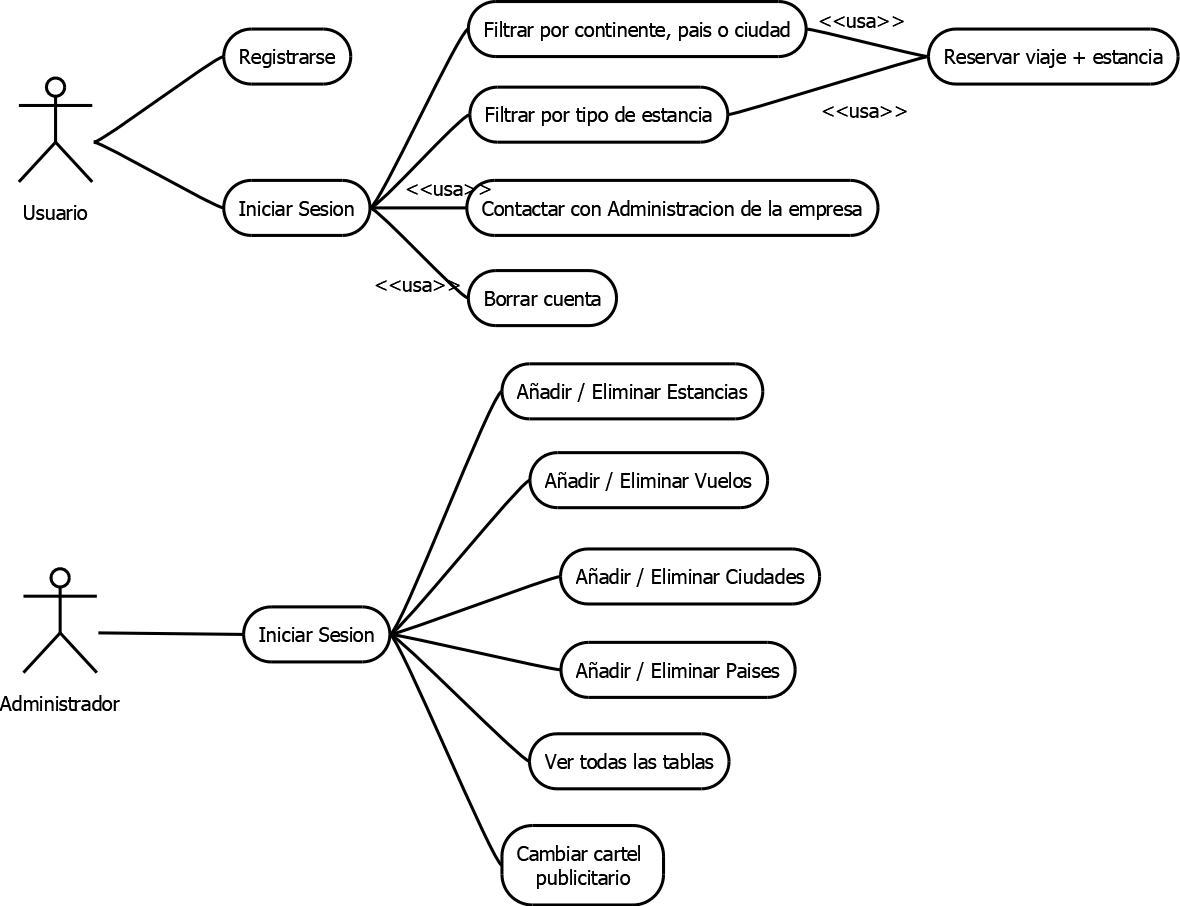 Filtrar por continente, pais o ciudad
<<usa>>
Reservar viaje + estancia
Registrarse
Filtrar por tipo de estancia
<<usa>>
Usuario
Iniciar Sesion
<<usa>>
Contactar con Administracion de la empresa
<<usa>>
Borrar cuenta
Añadir / Eliminar Estancias
Añadir / Eliminar Vuelos
Añadir / Eliminar Ciudades
Administrador
Iniciar Sesion
Añadir / Eliminar Paises
Ver todas las tablas
Cambiar cartel
publicitario